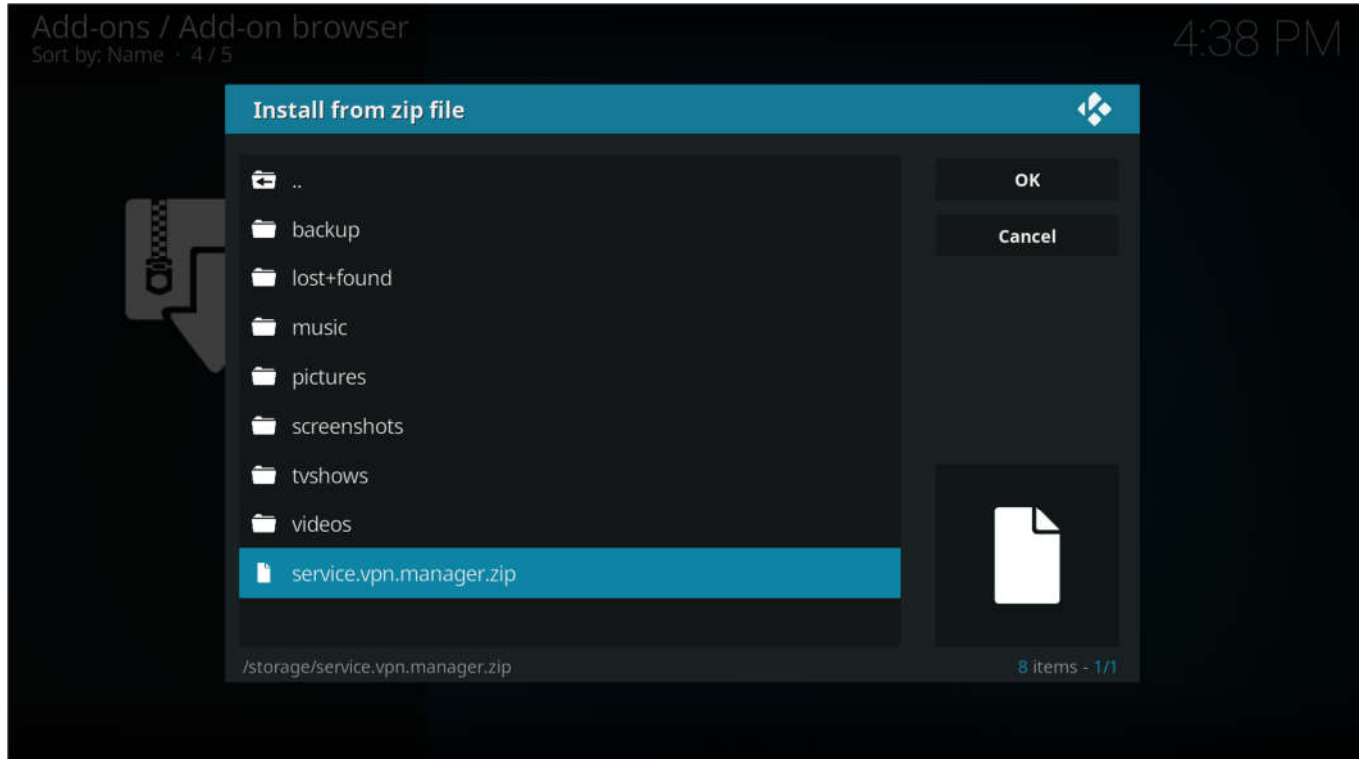 Add-ons / Add-on browser
Sort by: Name · 4 / 5
4:38 PM
Install from zip file
..
backup
lost+found
music
pictures
screenshots
tvshows
videos
service.vpn.manager.zip
OK
Cancel
/storage/service.vpn.manager.zip
8 items - 1/1